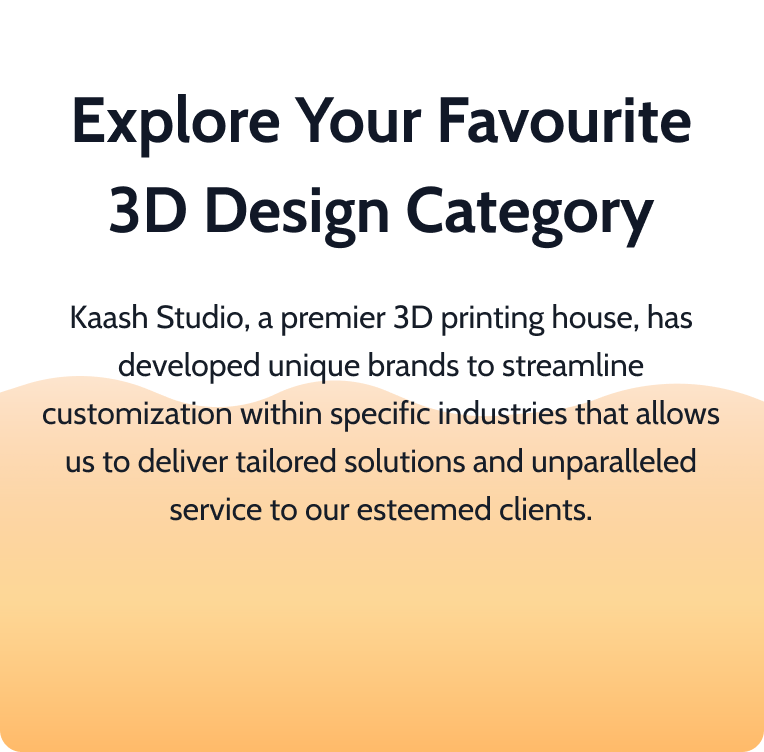 Explore Your Favourite
3D Design Category
Kaash Studio, a premier 3D printing house, has
developed unique brands to streamline
customization within specific industries that allows
us to deliver tailored solutions and unparalleled
service to our esteemed clients.